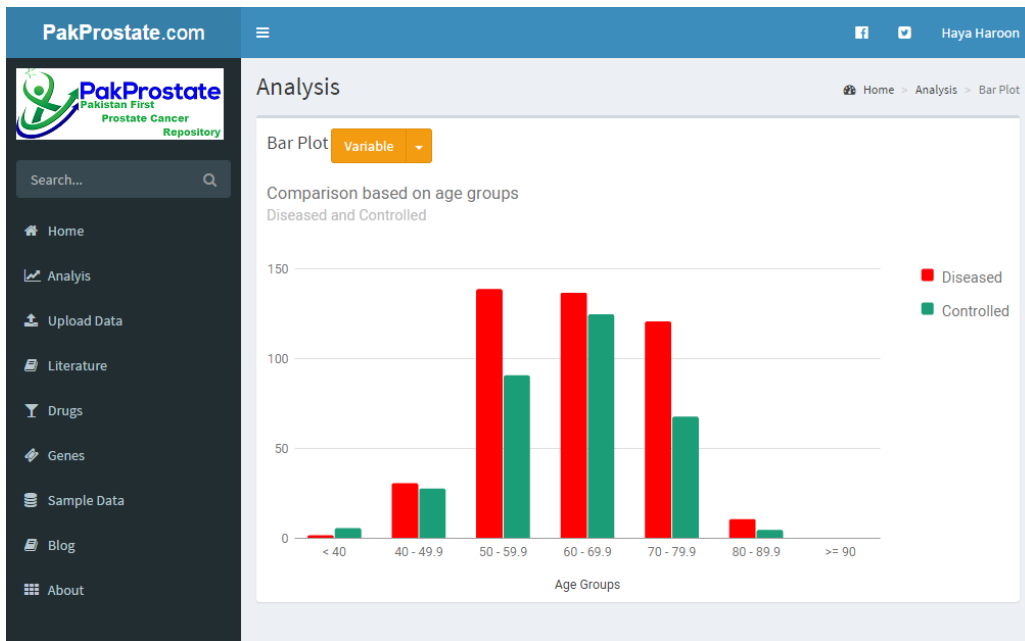 PakProstate.com
Haya Haroon
PakProstate
Pakistan First
Prostate Cancer
Repository
Search...
Home
Analyis
Upload Data
Literature
Drugs
Genes
Sample Data
Blog
About
Analysis
Home > Analysis > Bar Plot
Bar Plot Variable
Comparison based on age groups
Diseased and Controlled
150
100
50
0
Diseased
Controlled
< 40 40 - 49.9 50 - 59.9 60 - 69.9 70 - 79.9 80 - 89.9 >= 90
Age Groups